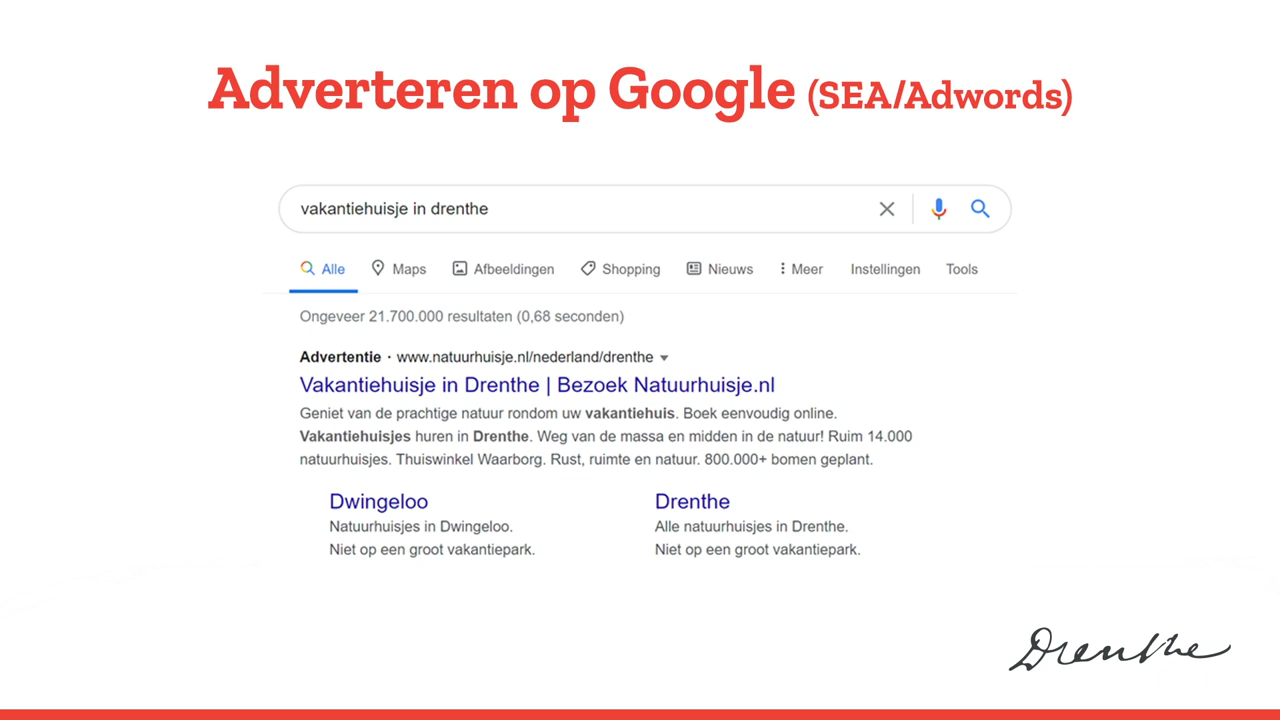 Adverteren op Google (SEA/Adwords)
vakantiehuisje in drenthe
Alle Maps Afbeeldingen Shopping Nieuws Meer Instellingen Tools
Ongeveer 21.700.000 resultaten (0,68 seconden)
Advertentie · www.natuurhuisje.nl/nederland/drenthe
Vakantiehuisje in Drenthe | Bezoek Natuurhuisje.nl
Geniet van de prachtige natuur rondom uw vakantiehuis. Boek eenvoudig online.
Vakantiehuisjes huren in Drenthe. Weg van de massa en midden in de natuur! Ruim 14.000
natuurhuisjes. Thuiswinkel Waarborg. Rust, ruimte en natuur. 800.000+ bomen geplant.
Dwingeloo
Natuurhuisjes in Dwingeloo.
Niet op een groot vakantiepark.
Drenthe
Alle natuurhuisjes in Drenthe.
Niet op een groot vakantiepark.
Drenthe